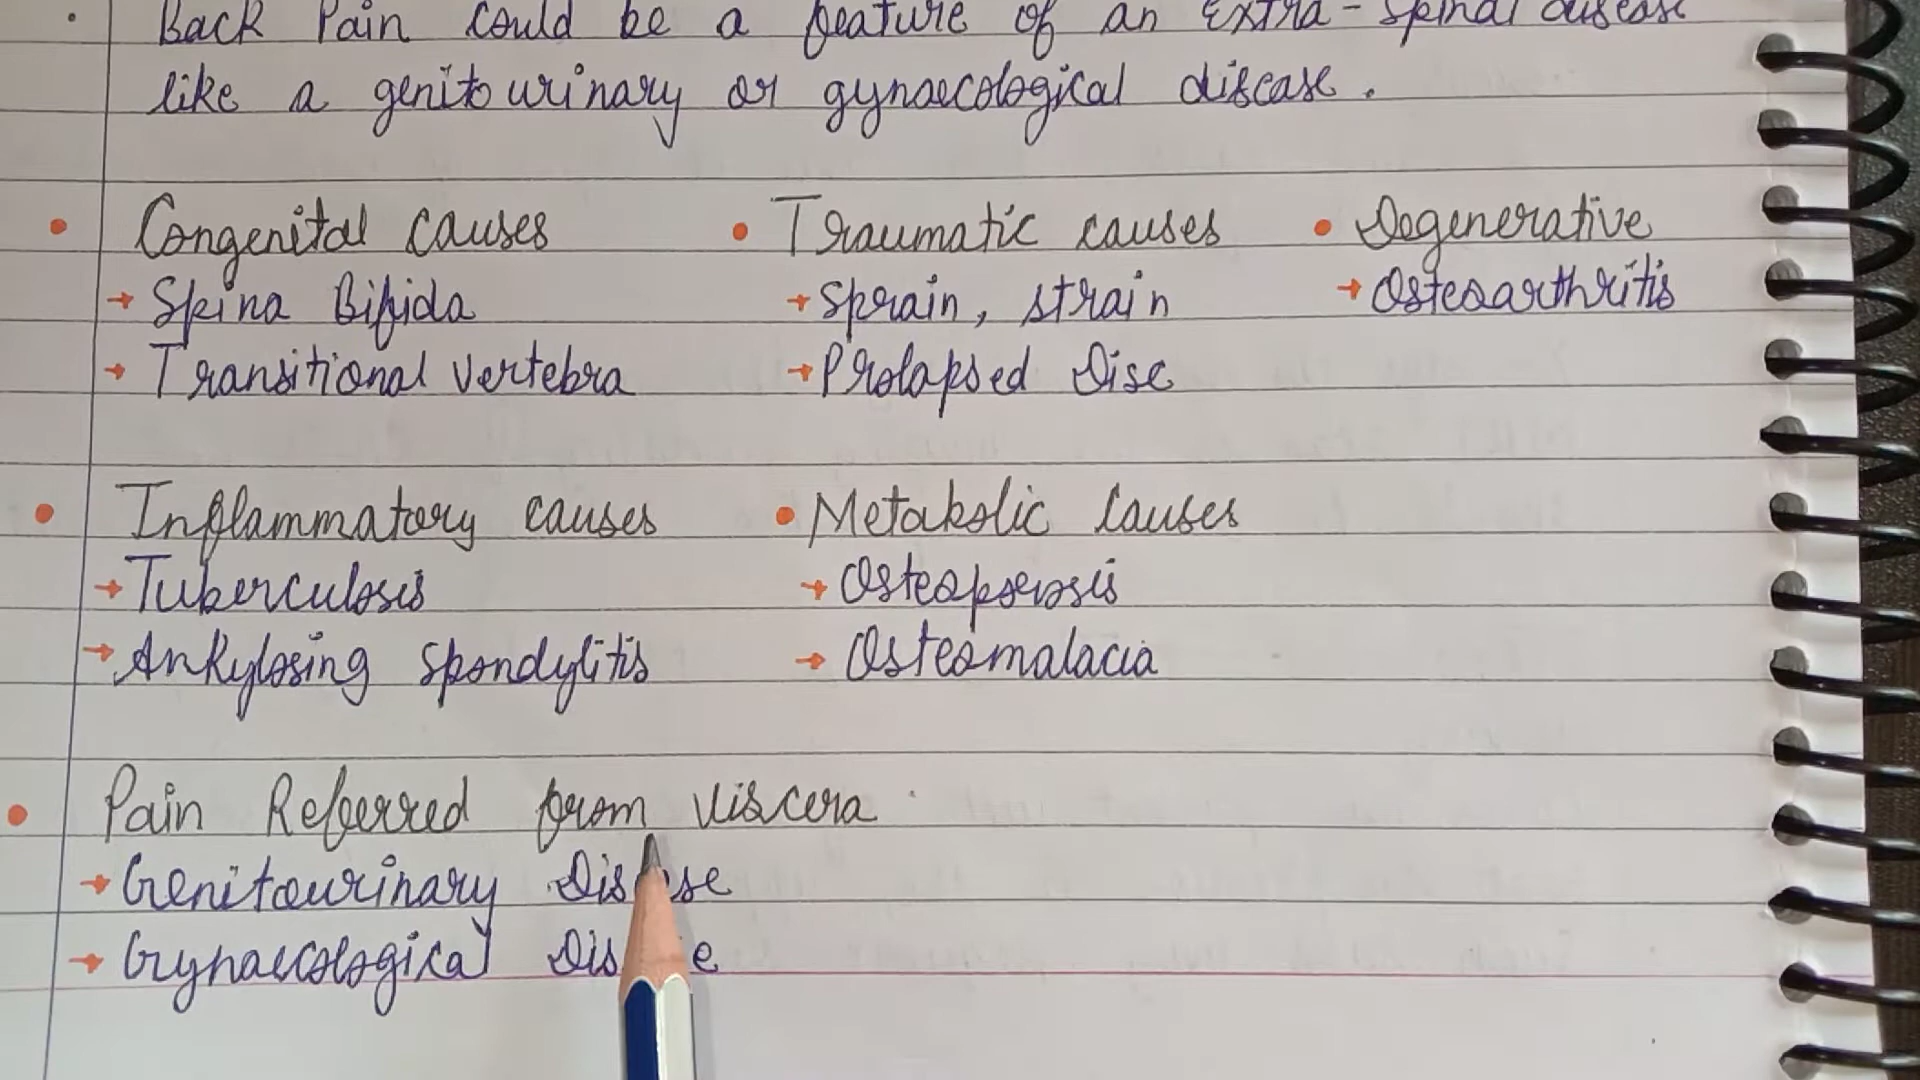 Back Pain could be a feature of an Extra-Spinal disease
like a genitourinary or gynaecological disease.
• Congenital causes • Traumatic causes • Degenerative
→ Spina Bifida → Sprain, strain → Osteoarthritis
→ Transitional vertebra → Prolapsed Disc
• Inflammatory causes • Metabolic causes
→ Tuberculosis → Osteoporosis
→ Ankylosing Spondylitis → Osteomalacia
• Pain Referred from viscera
→ Genitourinary
→ Gynaecological